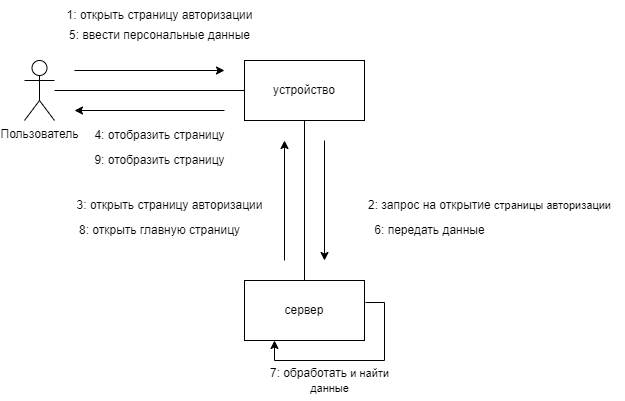 1: открыть страницу авторизации
5: ввести персональные данные
устройство
Пользователь
4: отобразить страницу
9: отобразить страницу
3: открыть страницу авторизации
8: открыть главную страницу
2: запрос на открытие страницы авторизации
6: передать данные
сервер
7: обработать и найти
данные